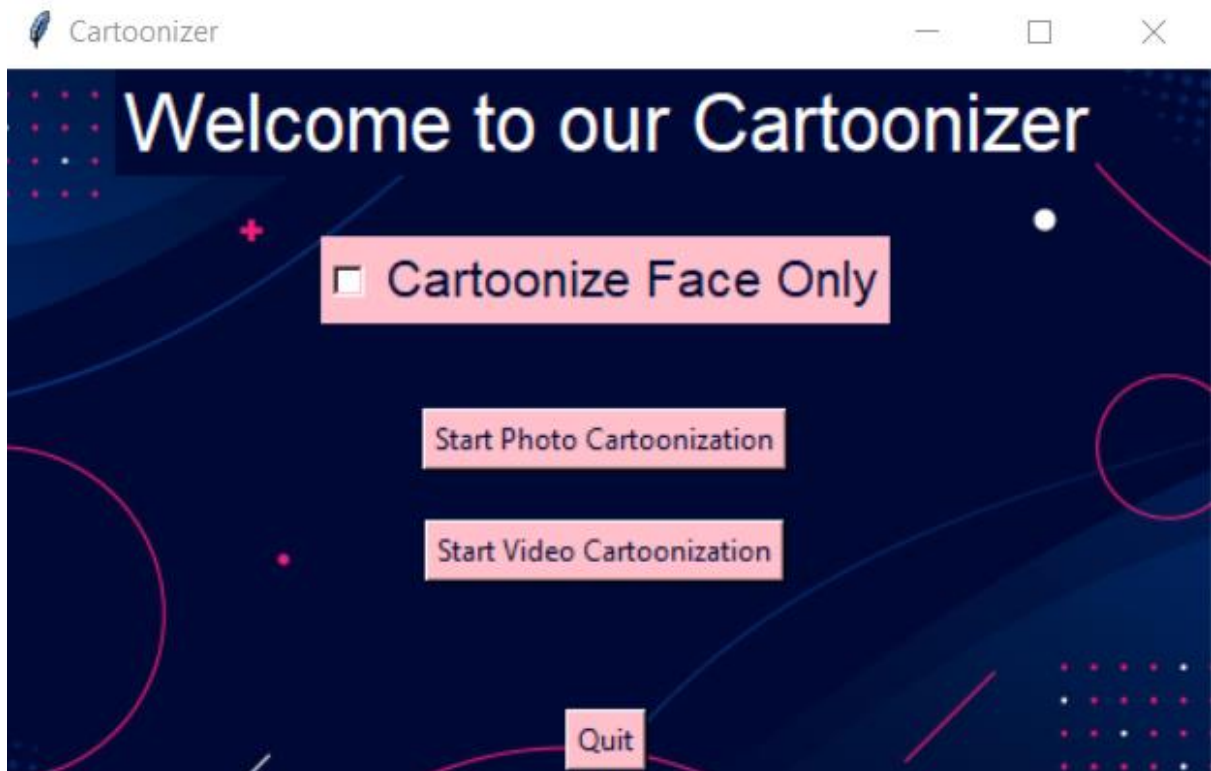 Cartoonizer
Welcome to our Cartoonizer
Cartoonize Face Only
Start Photo Cartoonization
Start Video Cartoonization
Quit